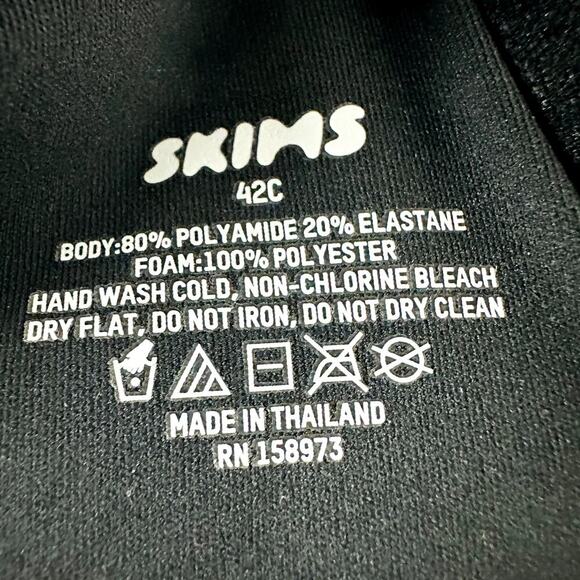 SKIMS
42C
BODY:80% POLYAMIDE 20% ELASTANE
FOAM:100% POLYESTER
HAND WASH COLD, NON-CHLORINE BLEACH
DRY FLAT, DO NOT IRON, DO NOT DRY CLEAN
MADE IN THAILAND
RN 158973